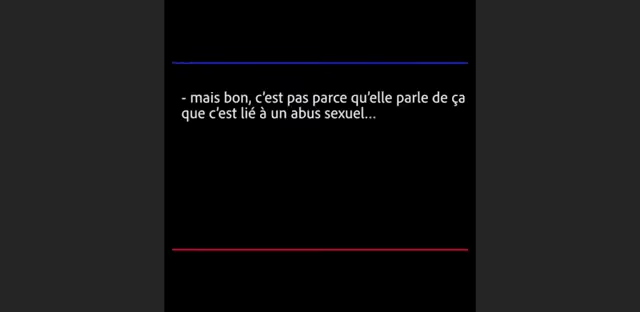 - mais bon, c’est pas parce qu’elle parle de ça
que c’est lié à un abus sexuel...